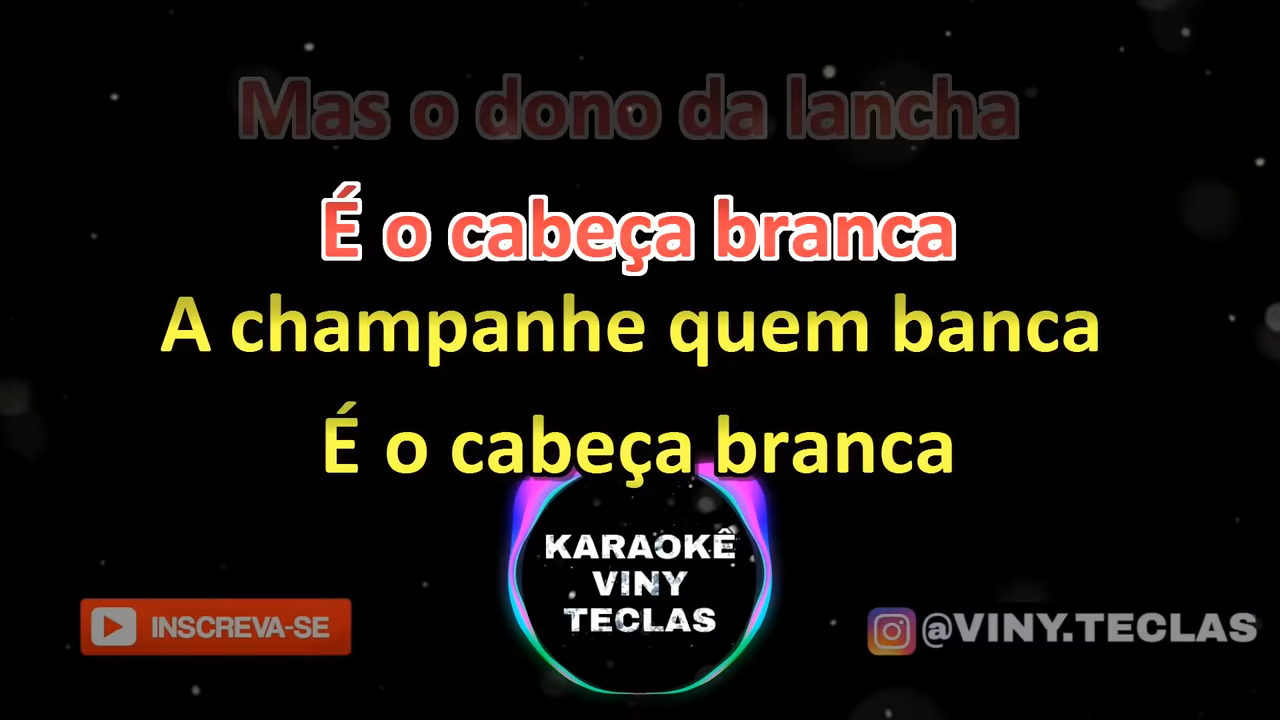 Mas o dono da lancha
É o cabeça branca
A champanhe quem banca
É o cabeça branca
KARAOKÊ
VINY
TECLAS
INSCREVA-SE
@VINY.TECLAS